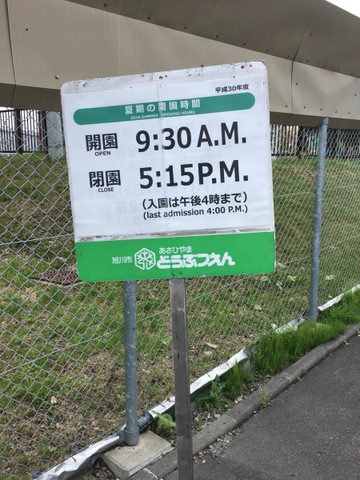 平成30年度
夏期の開園時間
2018 SUMMER OPENING HOURS
開園 9:30 A.M.
OPEN
閉園 5:15 P.M.
CLOSE
(入園は午後4時まで)
(last admission 4:00 P.M.)
旭川市 あさひやま
どうぶつえん